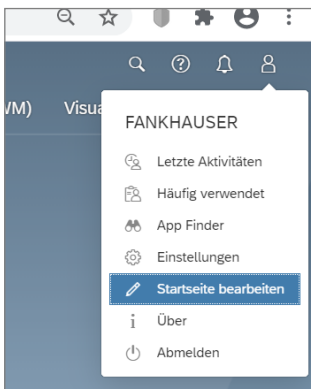 WM) Visua
FANKHAUSER
Letzte Aktivitäten
Häufig verwendet
App Finder
Einstellungen
Startseite bearbeiten
Über
Abmelden